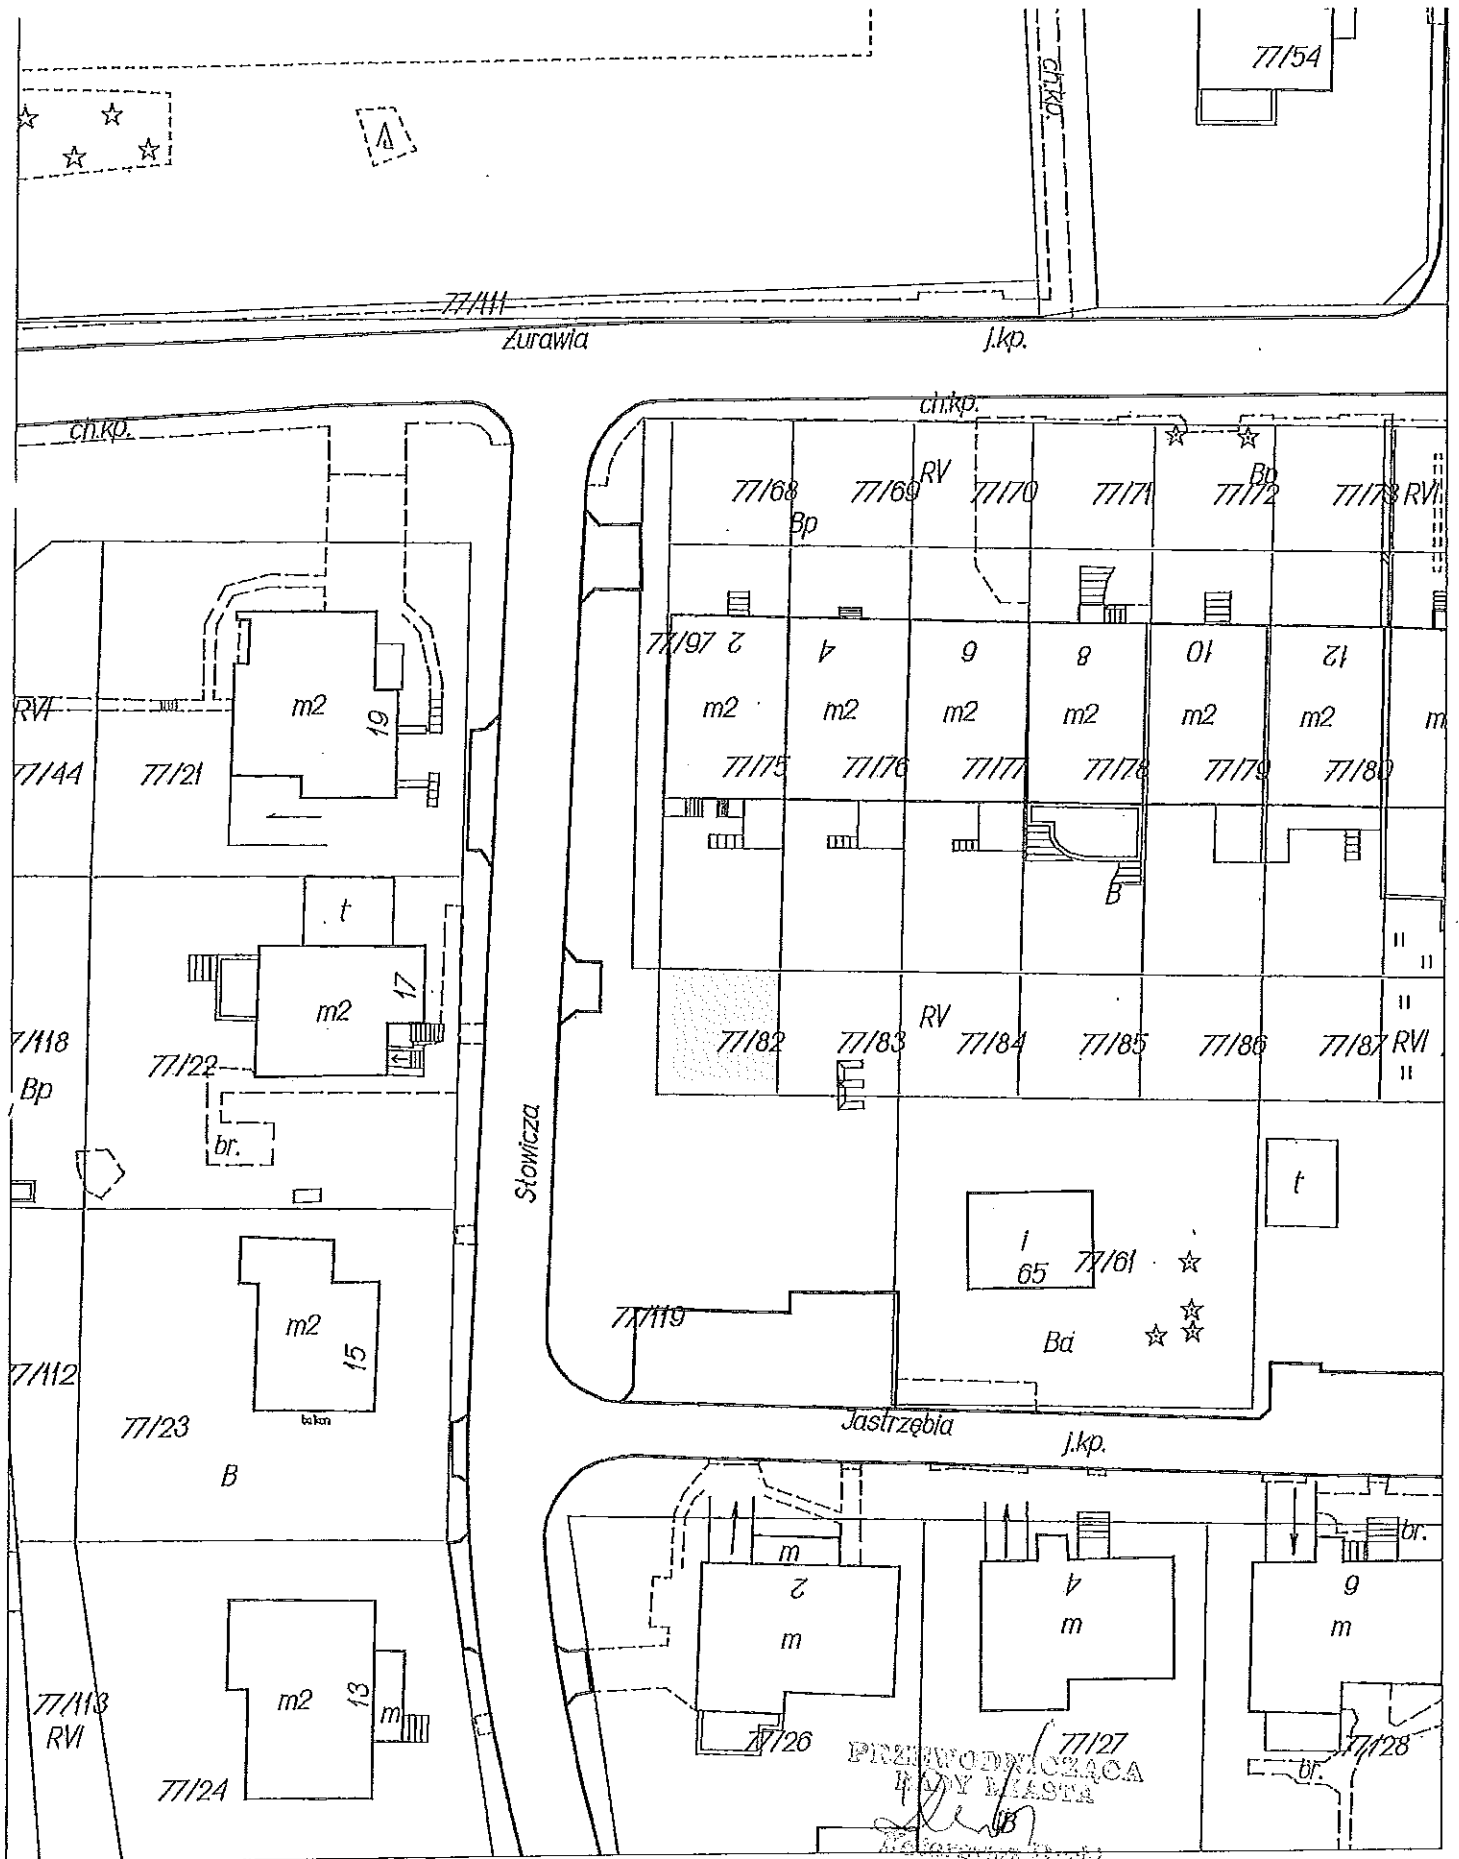 77/54
ch.kp.
77/111
Żurawia
j.kp.
ch.kp.
ch.kp.
RV
Bp
77/68
77/69
77/70
77/71
77/72
77/73
RVI
Bp
77/97
2
4
6
8
10
12
m2
19
m2
m2
m2
m2
m2
m2
m
RVI
77/44
77/21
77/75
77/76
77/77
77/78
77/79
77/80
t
B
m2
17
RV
7/118
77/22
77/82
77/83
77/84
77/85
77/86
77/87
RVI
Bp
br.
Słowicza
t
i
65
77/61
m2
15
77/119
Bi
77/112
balkon
77/23
Jastrzębia
j.kp.
B
br.
m
2
4
6
m
m
m
m2
13
m
77/113
RVI
77/26
77/27
77/28
br.
77/24
PRZEWODNICZĄCA
RADY MIASTA
B